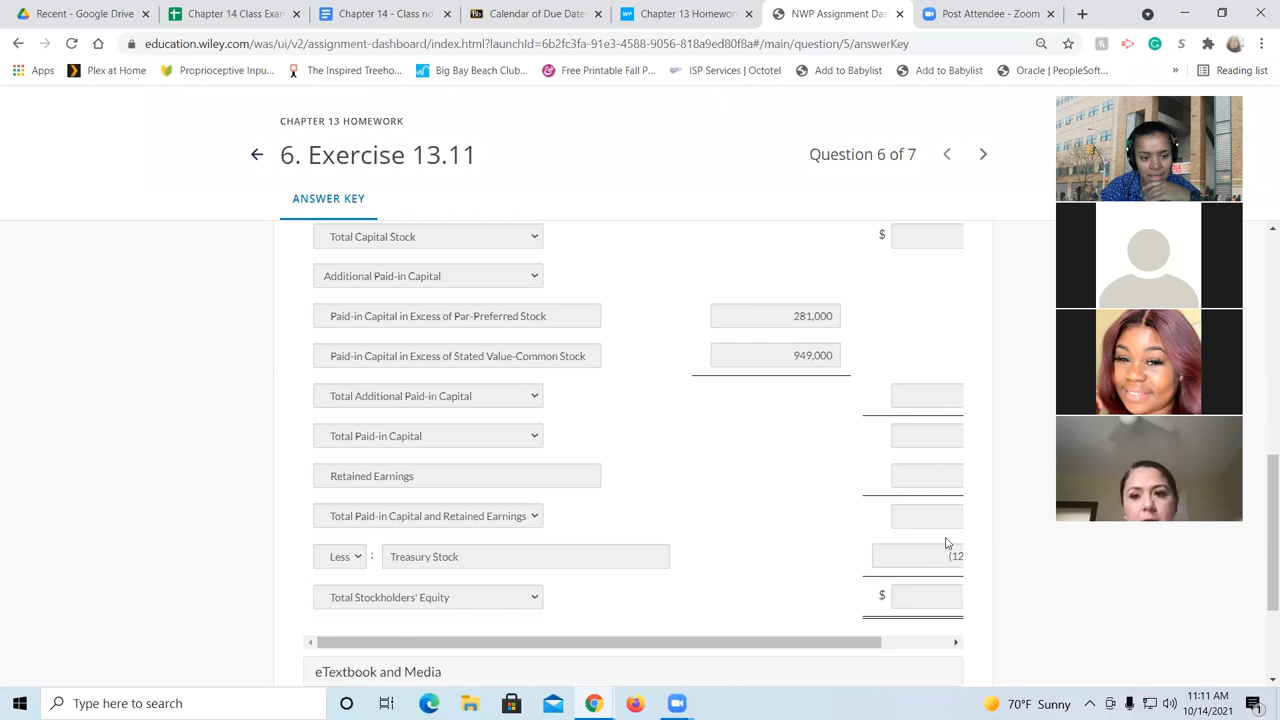 Recent - Google Dr
Chapter 14 Class Exam
Chapter 14 - Class no
Calendar of Due Date
Chapter 13 Homewor
NWP Assignment Das
Post Attendee - Zoom
education.wiley.com/was/ui/v2/assignment-dashboard/index.html?launchId=6b2fc3fa-91e3-4588-9056-818a9cd80f8a#/main/question/5/answerKey
Apps
Plex at Home
Proprioceptive Inpu...
The Inspired Treeho...
Big Bay Beach Club...
Free Printable Fall P...
ISP Services | Octotel
Add to Babylist
Add to Babylist
Oracle | PeopleSoft...
»
Reading list
CHAPTER 13 HOMEWORK
6. Exercise 13.11
Question 6 of 7
ANSWER KEY
Total Capital Stock
$
Additional Paid-in Capital
Paid-in Capital in Excess of Par-Preferred Stock
281,000
Paid-in Capital in Excess of Stated Value-Common Stock
949,000
Total Additional Paid-in Capital
Total Paid-in Capital
Retained Earnings
Total Paid-in Capital and Retained Earnings
Less : Treasury Stock
(12
Total Stockholders' Equity
$
eTextbook and Media
Type here to search
70°F Sunny
11:11 AM
10/14/2021
1